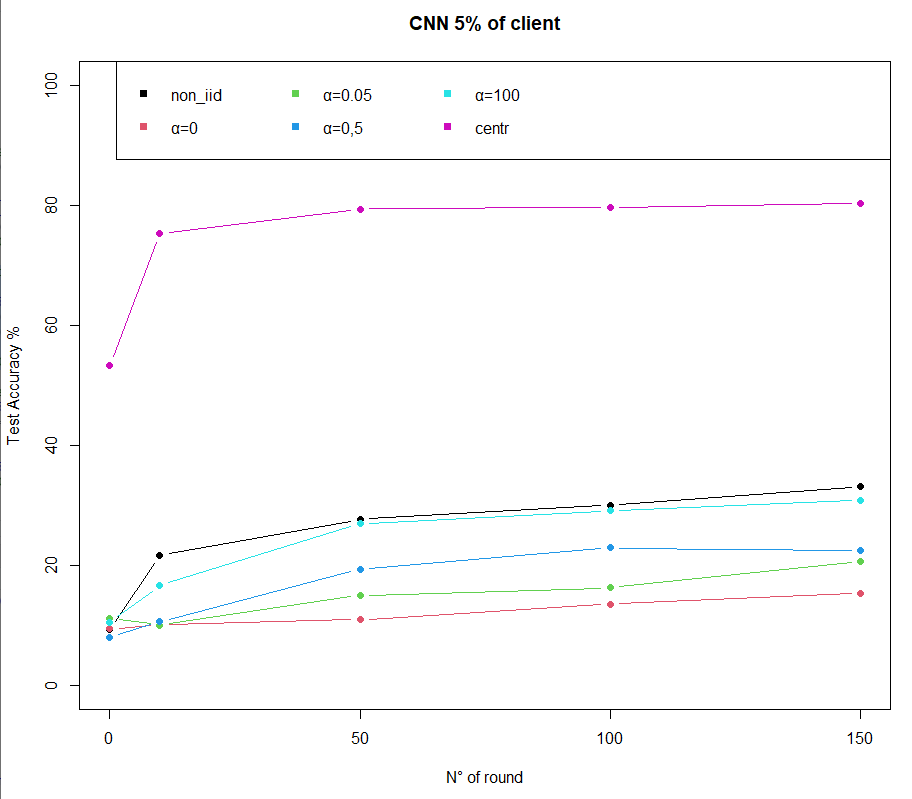 CNN 5% of client
non_iid α=0.05 α=100
α=0 α=0,5 centr
100
80
60
40
20
0
Test Accuracy %
0 50 100 150
N° of round